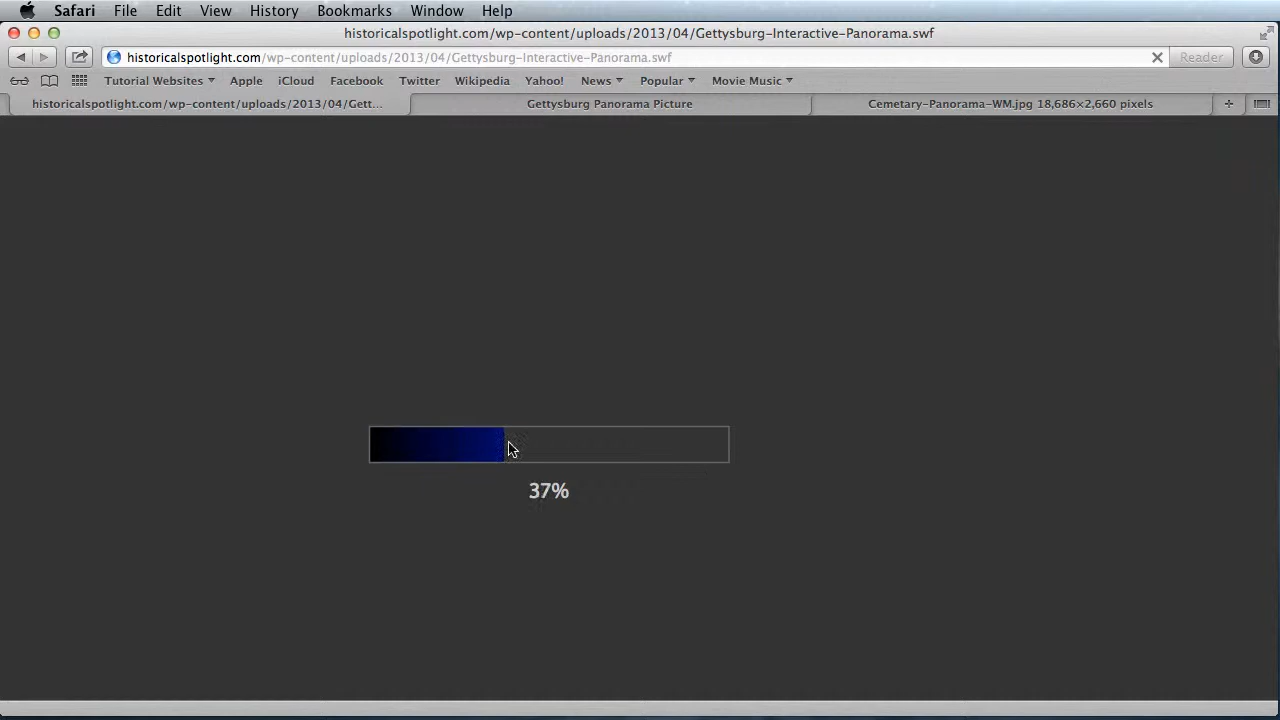 Safari File Edit View History Bookmarks Window Help
historicalspotlight.com/wp-content/uploads/2013/04/Gettysburg-Interactive-Panorama.swf
historicalspotlight.com/wp-content/uploads/2013/04/Gettysburg-Interactive-Panorama.swf Reader
Tutorial Websites Apple iCloud Facebook Twitter Wikipedia Yahoo! News Popular Movie Music
historicalspotlight.com/wp-content/uploads/2013/04/Gett... Gettysburg Panorama Picture Cemetary-Panorama-WM.jpg 18,686×2,660 pixels
37%